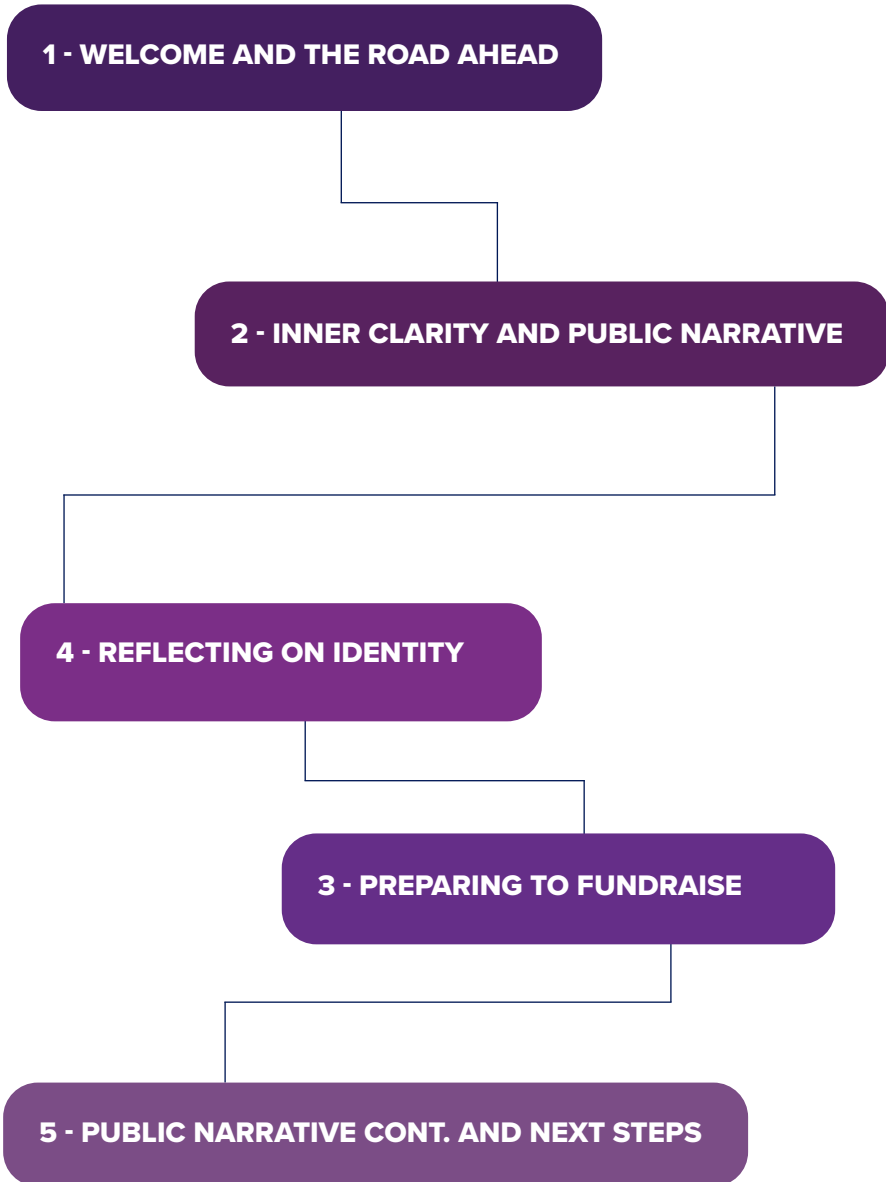 1 - WELCOME AND THE ROAD AHEAD
2 - INNER CLARITY AND PUBLIC NARRATIVE
4 - REFLECTING ON IDENTITY
3 - PREPARING TO FUNDRAISE
5 - PUBLIC NARRATIVE CONT. AND NEXT STEPS